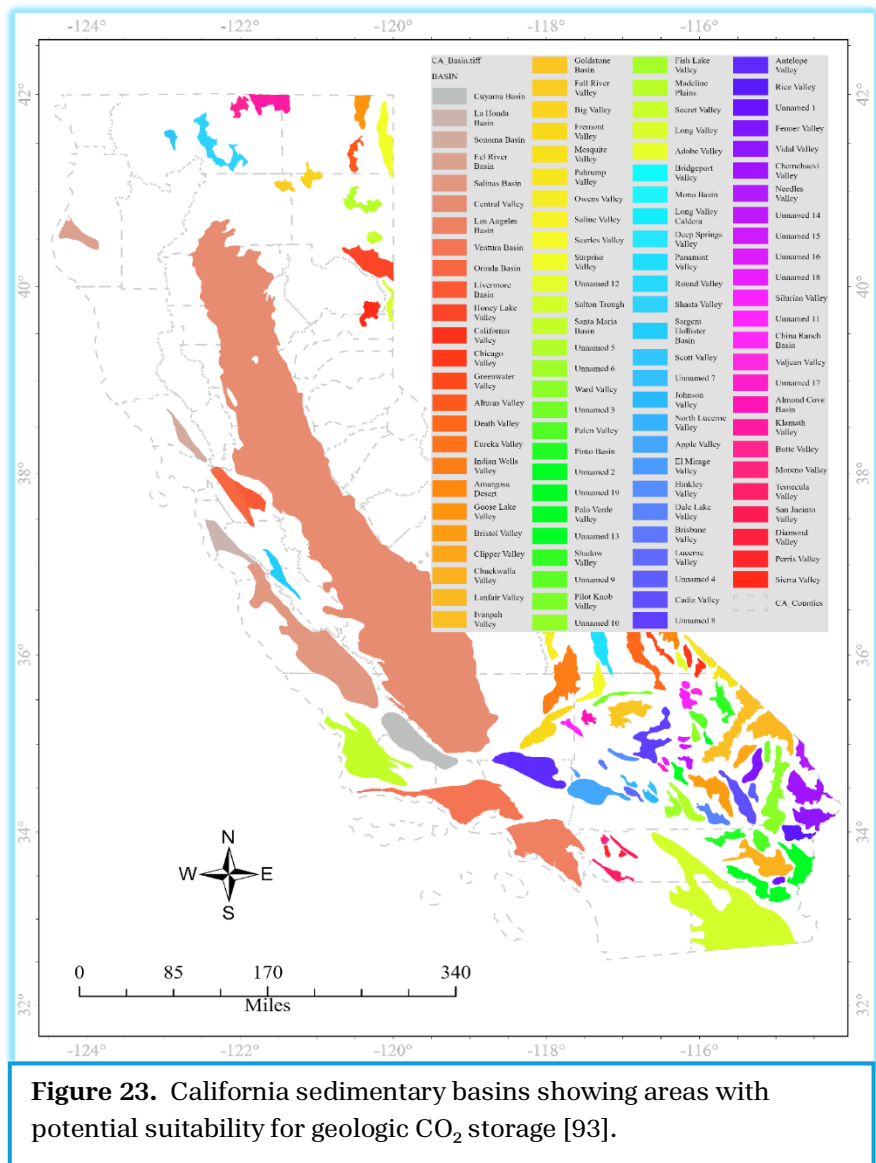 -124° -122° -120° -118° -116°
42°
40°
38°
36°
34°
32°
CA_Basin.tiff
BASIN
Cuyama Basin
La Honda
Basin
Sonoma Basin
Eel River
Basin
Salinas Basin
Central Valley
Los Angeles
Basin
Ventura Basin
Orinda Basin
Livermore
Basin
Honey Lake
Valley
California
Valley
Chicago
Valley
Greenwater
Valley
Alturas Valley
Death Valley
Eureka Valley
Indian Wells
Valley
Amargosa
Desert
Goose Lake
Valley
Bristol Valley
Clipper Valley
Chuckwalla
Valley
Lanfair Valley
Ivanpah
Valley
Goldstone
Basin
Fall River
Valley
Big Valley
Fremont
Valley
Mesquite
Valley
Pahrump
Valley
Owens Valley
Saline Valley
Searles Valley
Surprise
Valley
Unnamed 12
Salton Trough
Santa Maria
Basin
Unnamed 5
Unnamed 6
Ward Valley
Unnamed 3
Palen Valley
Pinto Basin
Unnamed 2
Unnamed 19
Palo Verde
Valley
Unnamed 13
Shadow
Valley
Unnamed 9
Pilot Knob
Valley
Unnamed 10
Fish Lake
Valley
Madeline
Plains
Secret Valley
Long Valley
Adobe Valley
Bridgeport
Valley
Mono Basin
Long Valley
Caldera
Deep Springs
Valley
Panamint
Valley
Round Valley
Shasta Valley
Sargent
Hollister
Basin
Scott Valley
Unnamed 7
Johnson
Valley
North Lucerne
Valley
Apple Valley
El Mirage
Valley
Hinkley
Valley
Dale Lake
Valley
Brisbane
Valley
Lucerne
Valley
Unnamed 4
Cadiz Valley
Unnamed 8
Antelope
Valley
Rice Valley
Unnamed 1
Fenner Valley
Vidal Valley
Chemehuevi
Valley
Needles
Valley
Unnamed 14
Unnamed 15
Unnamed 16
Unnamed 18
Silurian Valley
Unnamed 11
China Ranch
Basin
Valjean Valley
Unnamed 17
Almond Cove
Basin
Klamath
Valley
Butte Valley
Moreno Valley
Temecula
Valley
San Jacinto
Valley
Diamond
Valley
Perris Valley
Sierra Valley
CA_Counties
42°
40°
38°
36°
34°
32°
N
W E
S
0 85 170 340
Miles
-124° -122° -120° -118° -116°
Figure 23. California sedimentary basins showing areas with
potential suitability for geologic CO₂ storage [93].